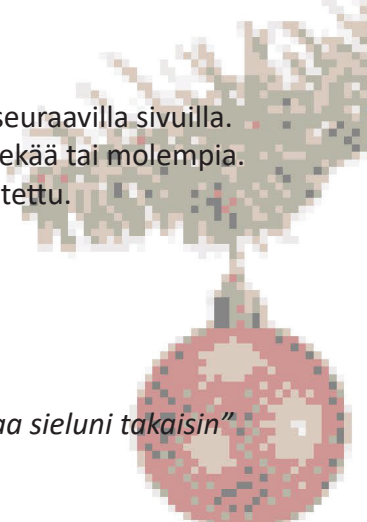 seuraavilla sivuilla.
ekää tai molempia.
tettu.
aa sieluni takaisin”